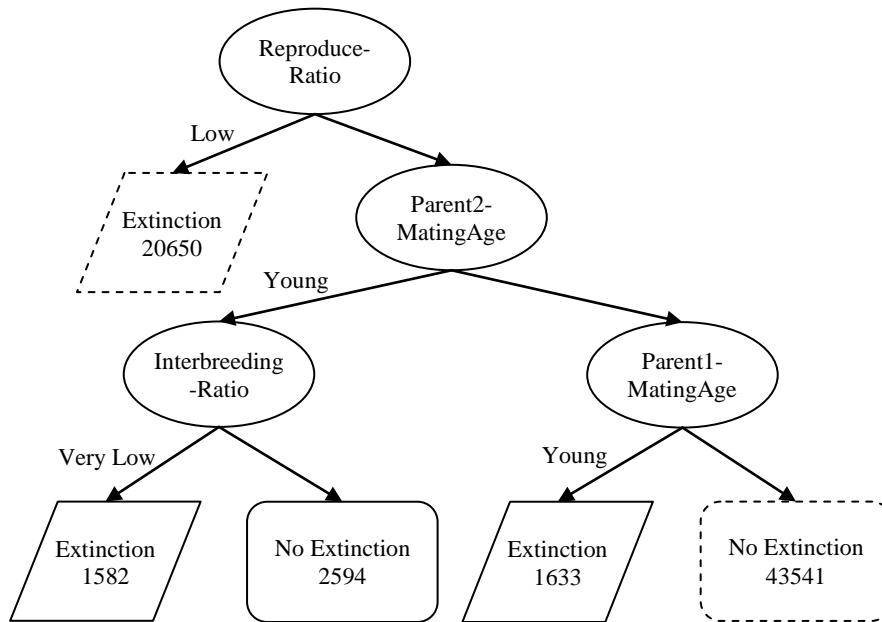 Reproduce-
Ratio
Low
Extinction
20650
Parent2-
MatingAge
Young
Interbreeding
-Ratio
Parent1-
MatingAge
Very Low
Young
Extinction
1582
No Extinction
2594
Extinction
1633
No Extinction
43541